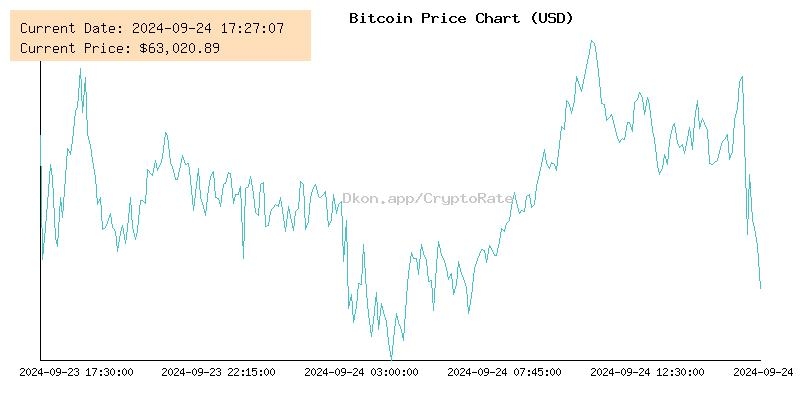 Bitcoin Price Chart (USD)
Current Date: 2024-09-24 17:27:07
Current Price: $63,020.89
Dkon.app/CryptoRate
2024-09-23 17:30:00 2024-09-23 22:15:00 2024-09-24 03:00:00 2024-09-24 07:45:00 2024-09-24 12:30:00 2024-09-24